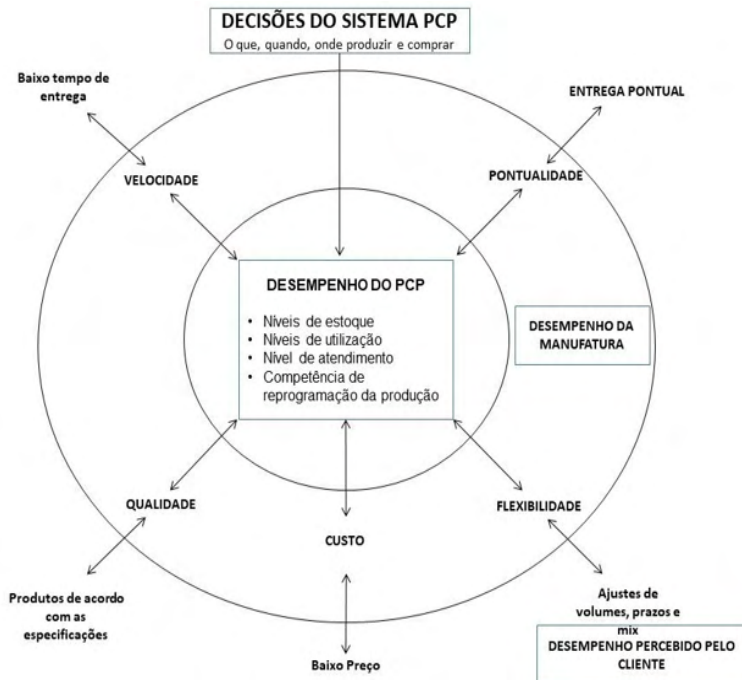 DECISÕES DO SISTEMA PCP
O que, quando, onde produzir e comprar
Baixo tempo de
entrega
ENTREGA PONTUAL
VELOCIDADE
PONTUALIDADE
DESEMPENHO DO PCP
• Níveis de estoque
• Níveis de utilização
• Nível de atendimento
• Competência de
reprogramação da produção
DESEMPENHO DA
MANUFATURA
QUALIDADE
CUSTO
FLEXIBILIDADE
Produtos de acordo
com as
especificações
Baixo Preço
Ajustes de
volumes, prazos e
mix
DESEMPENHO PERCEBIDO PELO
CLIENTE